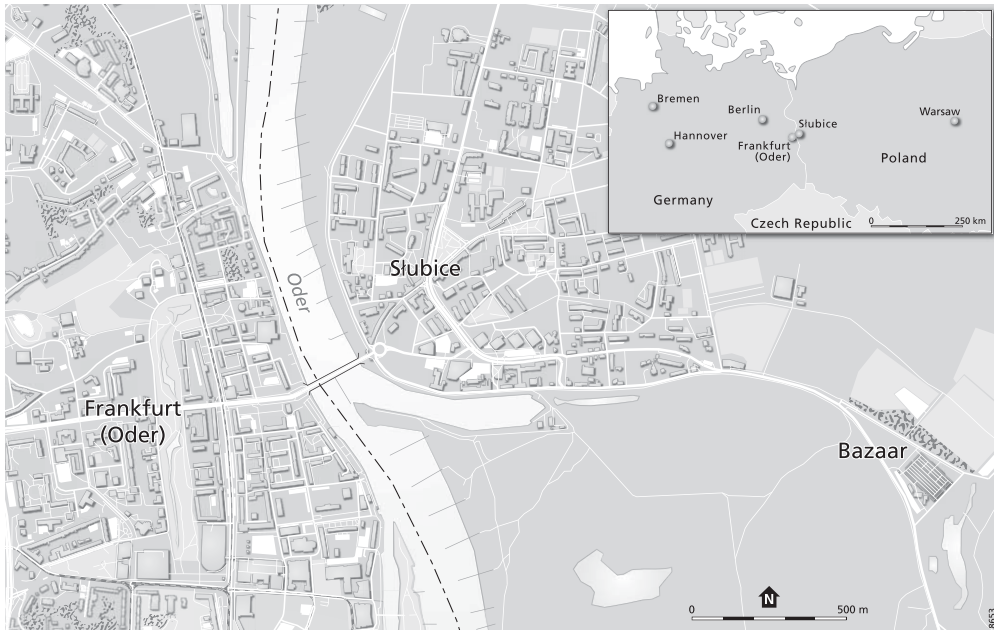 Bremen
Berlin
Słubice
Warsaw
Hannover
Frankfurt
(Oder)
Poland
Germany
Czech Republic
0 250 km
Oder
Słubice
Frankfurt
(Oder)
Bazaar
N
0 500 m
8653